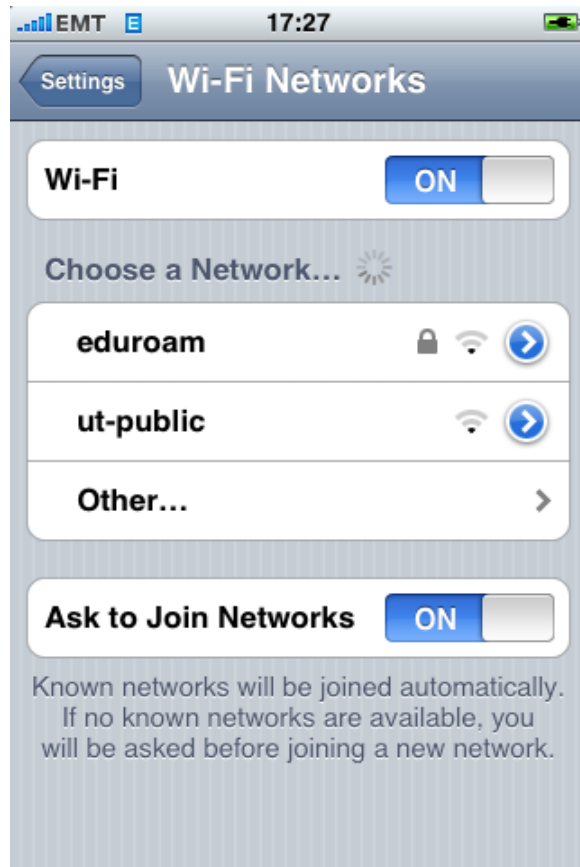 EMT E 17:27
Settings Wi-Fi Networks
Wi-Fi ON
Choose a Network...
eduroam
ut-public
Other...
Ask to Join Networks ON
Known networks will be joined automatically.
If no known networks are available, you
will be asked before joining a new network.